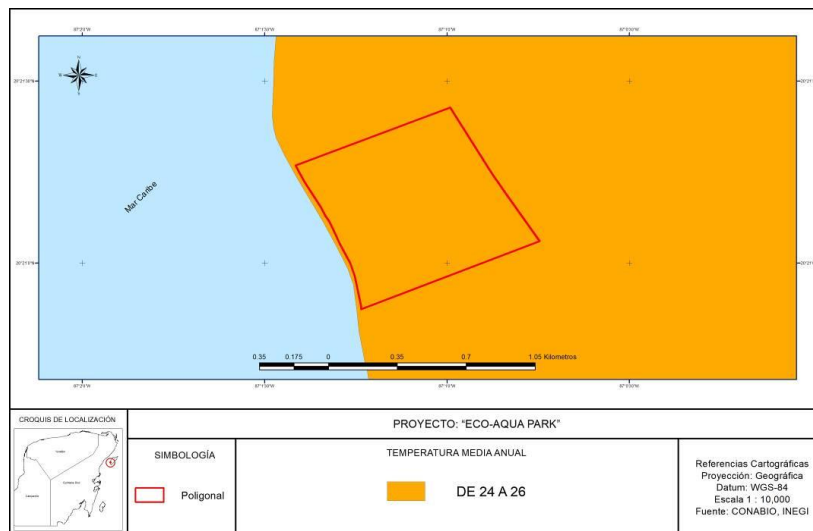 Mar Caribe
0.35 0.175 0 0.35 0.7 1.05 Kilometros
CROQUIS DE LOCALIZACIÓN
PROYECTO: "ECO-AQUA PARK"
SIMBOLOGÍA
Poligonal
TEMPERATURA MEDIA ANUAL
DE 24 A 26
Referencias Cartográficas
Proyección: Geográfica
Datum: WGS-84
Escala 1 : 10,000
Fuente: CONABIO, INEGI